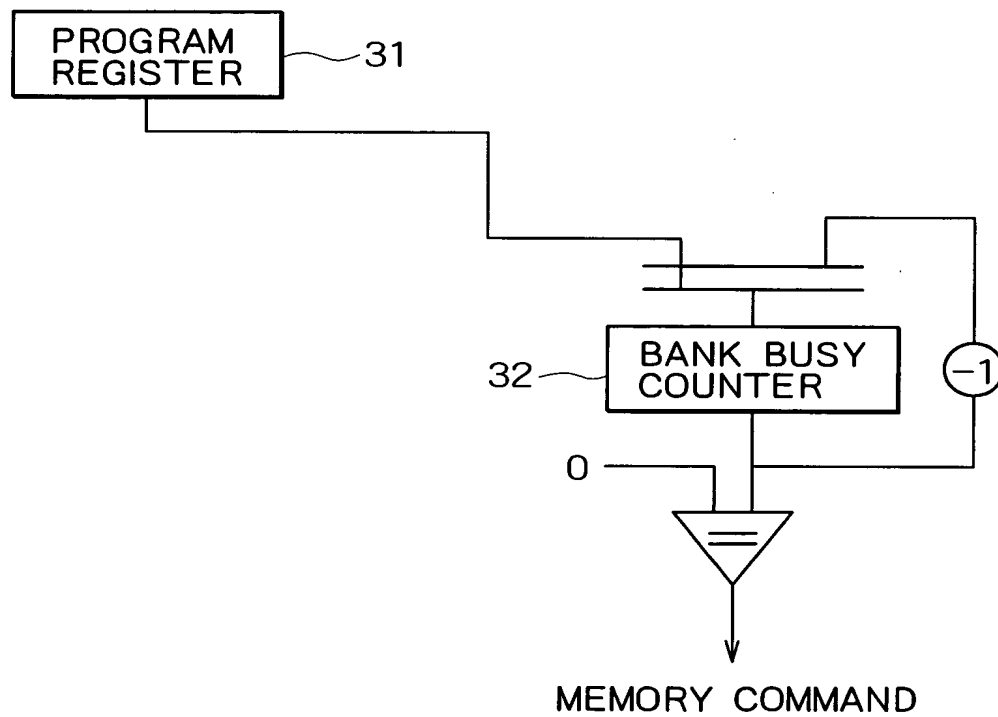 PROGRAM
REGISTER
31
32
BANK BUSY
COUNTER
-1
0
=
MEMORY COMMAND